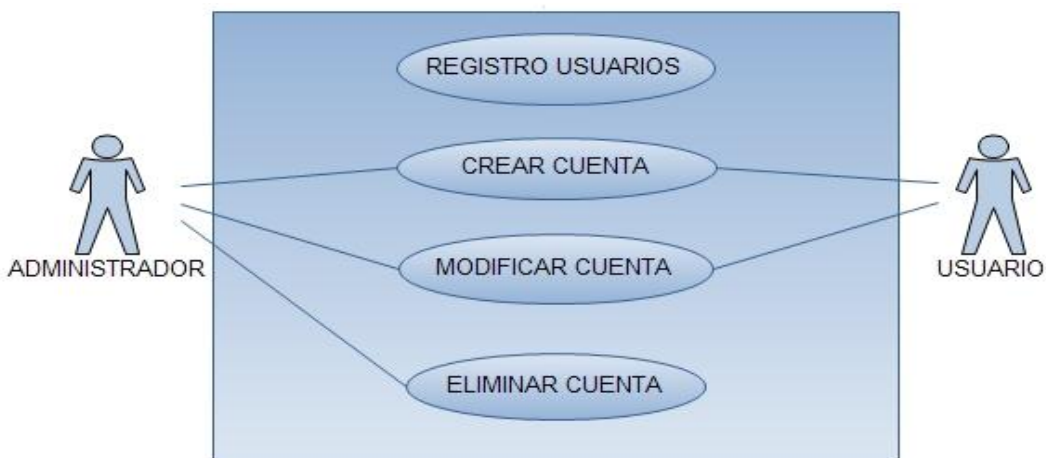 REGISTRO USUARIOS
CREAR CUENTA
MODIFICAR CUENTA
ADMINISTRADOR
USUARIO
ELIMINAR CUENTA